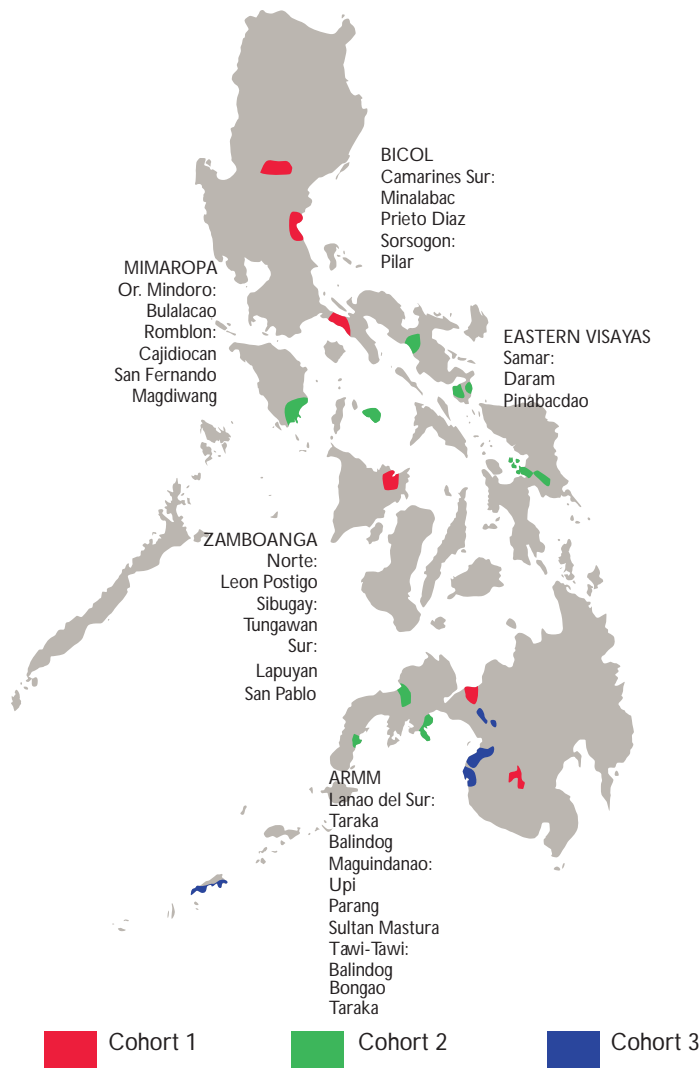 BICOL
Camarines Sur:
Minalabac
Prieto Diaz
Sorsogon:
Pilar
MIMAROPA
Or. Mindoro:
Bulalacao
Romblon:
Cajidiocan
San Fernando
Magdiwang
EASTERN VISAYAS
Samar:
Daram
Pinabacdao
ZAMBOANGA
Norte:
Leon Postigo
Sibugay:
Tungawan
Sur:
Lapuyan
San Pablo
ARMM
Lanao del Sur:
Taraka
Balindog
Maguindanao:
Upi
Parang
Sultan Mastura
Tawi-Tawi:
Balindog
Bongao
Taraka
Cohort 1
Cohort 2
Cohort 3